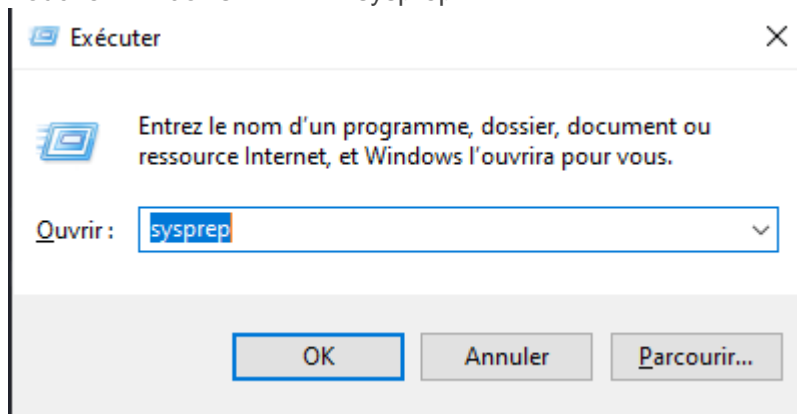 Exécuter
Entrez le nom d'un programme, dossier, document ou
ressource Internet, et Windows l'ouvrira pour vous.
Ouvrir :
sysprep
OK
Annuler
Parcourir...